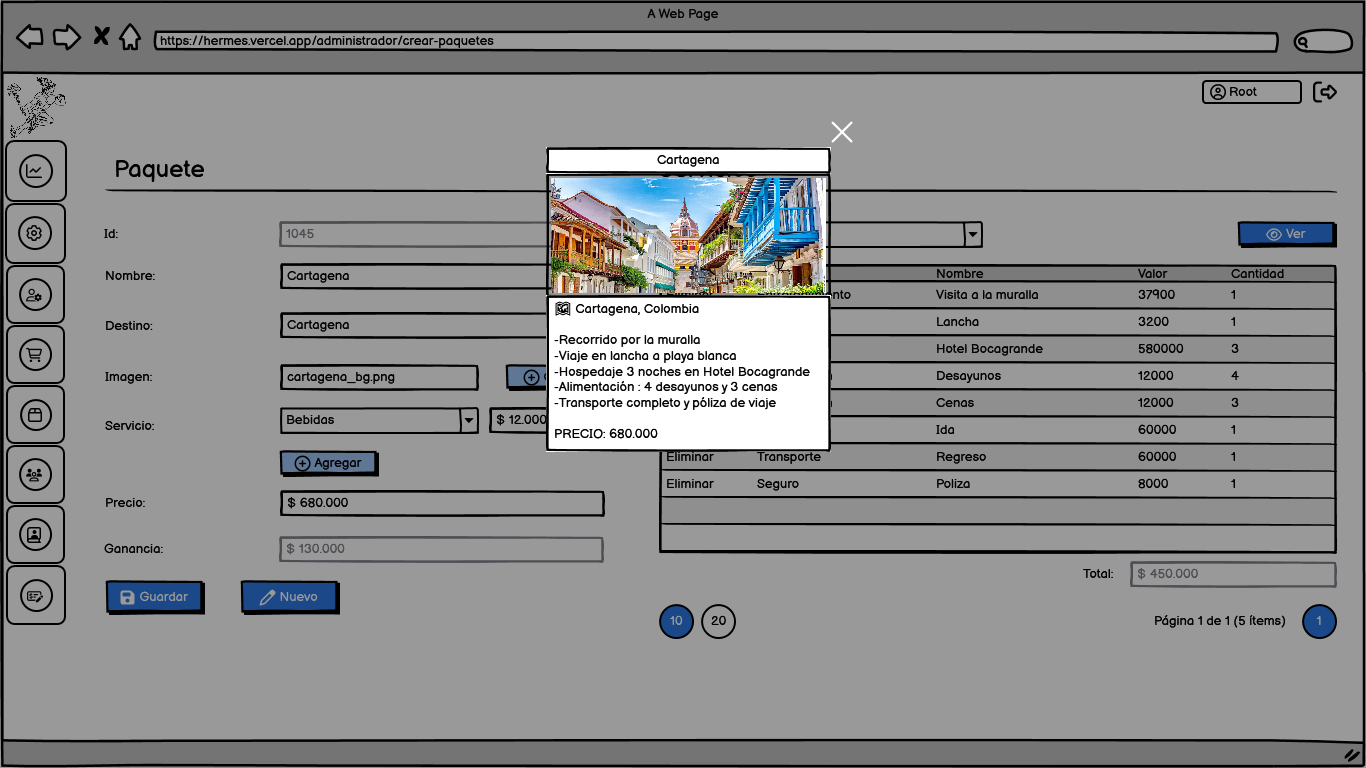 A Web Page
https://hermes.vercel.app/administrador/crear-paquetes
Root
Paquete
Id:
1045
Nombre:
Cartagena
Destino:
Cartagena
Imagen:
cartagena_bg.png
Servicio:
Bebidas
$ 12.000
Agregar
Precio:
$ 680.000
Ganancia:
$ 130.000
Guardar
Nuevo
Cartagena
Cartagena, Colombia
-Recorrido por la muralla
-Viaje en lancha a playa blanca
-Hospedaje 3 noches en Hotel Bocagrande
-Alimentación : 4 desayunos y 3 cenas
-Transporte completo y póliza de viaje
PRECIO: 680.000
Ver
Nombre Valor Cantidad
Visita a la muralla 37900 1
Lancha 3200 1
Hotel Bocagrande 580000 3
Desayunos 12000 4
Cenas 12000 3
Ida 60000 1
Eliminar Transporte Regreso 60000 1
Eliminar Seguro Poliza 8000 1
Total: $ 450.000
10 20
Página 1 de 1 (5 ítems) 1